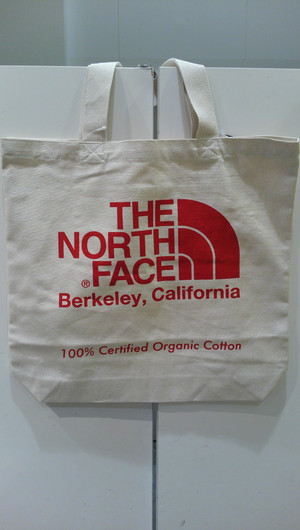 THE
NORTH
®FACE
Berkeley, California
100% Certified Organic Cotton